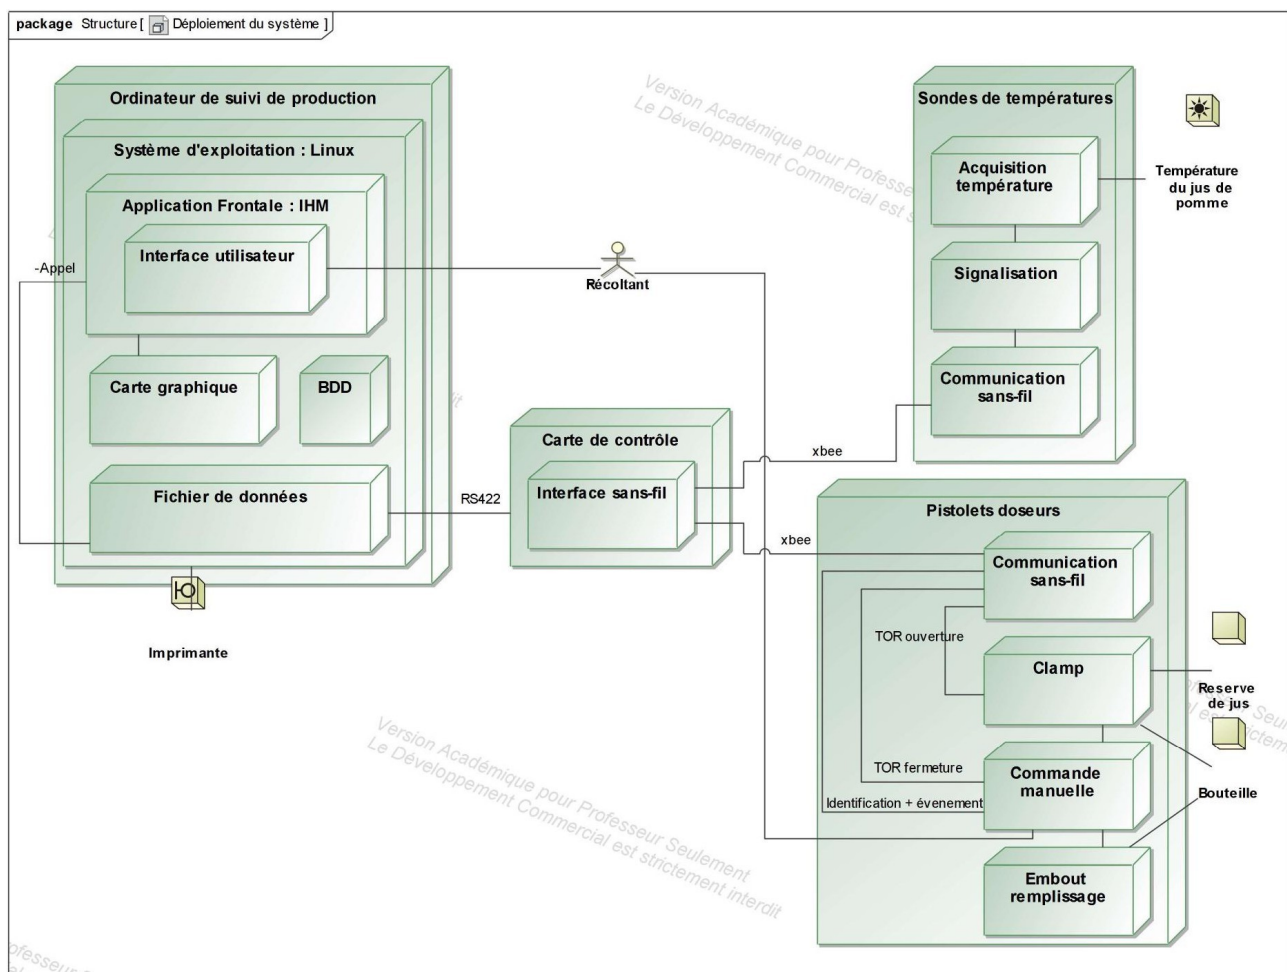 package Structure [ Déploiement du système ]
Ordinateur de suivi de production
Système d'exploitation : Linux
Application Frontale : IHM
Interface utilisateur
-Appel
Carte graphique
BDD
Fichier de données
Imprimante
Récoltant
RS422
Carte de contrôle
Interface sans-fil
xbee
xbee
Sondes de températures
Acquisition
température
Signalisation
Communication
sans-fil
Température
du jus de
pomme
Pistolets doseurs
Communication
sans-fil
TOR ouverture
Clamp
TOR fermeture
Commande
manuelle
Identification + évenement
Embout
remplissage
Reserve
de jus
Bouteille
Version Académique pour Professeur Seulement
Le Développement Commercial est strictement interdit
Version Académique pour Professeur
Le Développement Commercial est